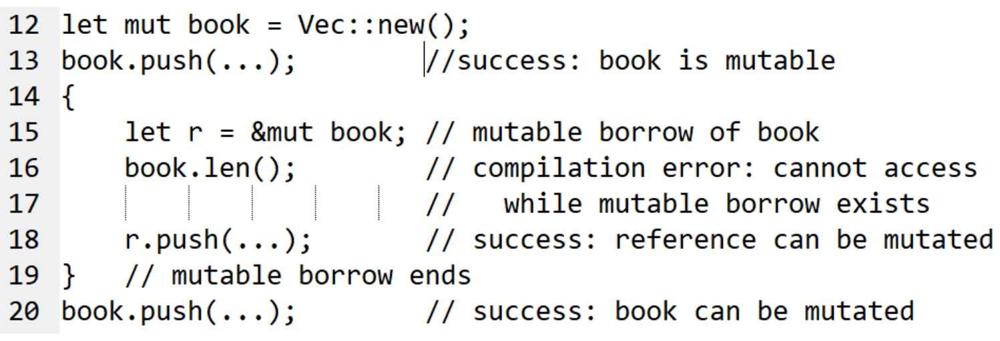 12 let mut book = Vec::new();
13 book.push(...);        //success: book is mutable
14 {
15     let r = &mut book; // mutable borrow of book
16     book.len();        // compilation error: cannot access
17                        //   while mutable borrow exists
18     r.push(...);       // success: reference can be mutated
19 }   // mutable borrow ends
20 book.push(...);        // success: book can be mutated